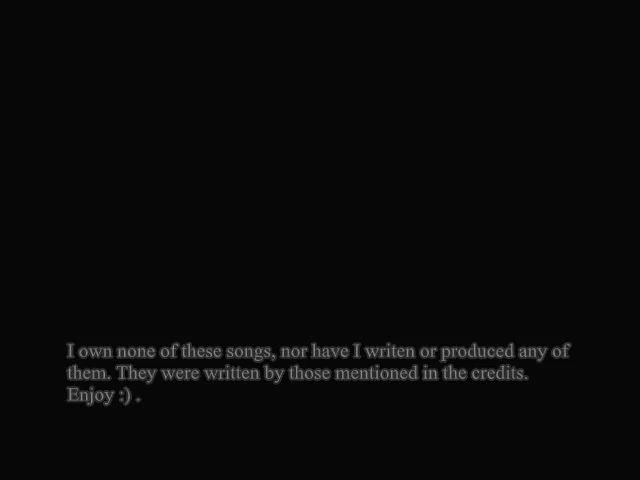 I own none of these songs, nor have I writen or produced any of
them. They were written by those mentioned in the credits.
Enjoy :) .